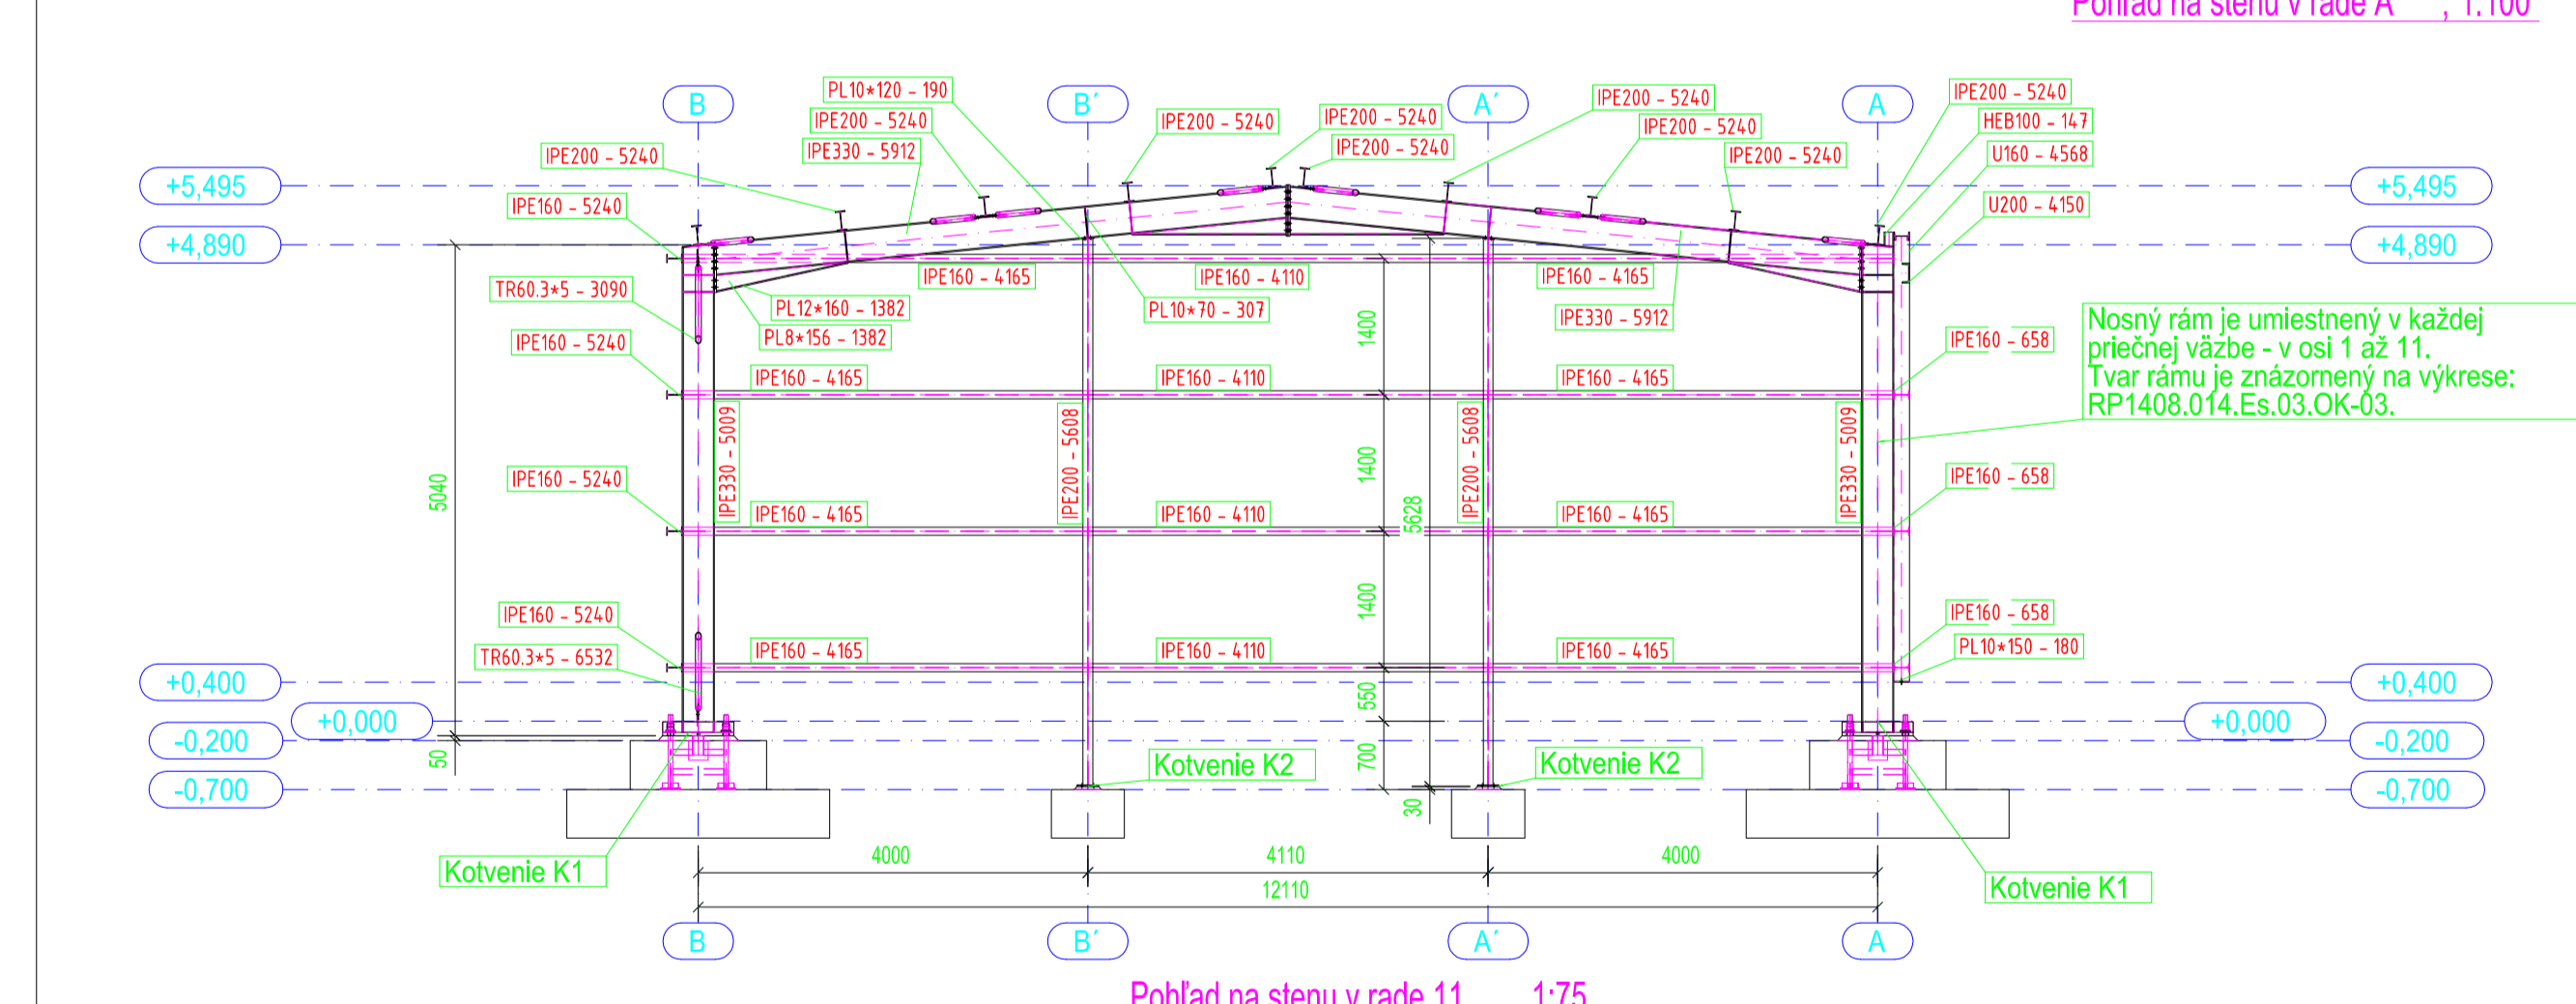 Pohľad na stenu v rade A , 1:100
B
B´
A´
A
PL10*120 - 190
IPE200 - 5240
IPE330 - 5912
IPE200 - 5240
IPE200 - 5240
IPE200 - 5240
IPE200 - 5240
IPE200 - 5240
IPE200 - 5240
IPE200 - 5240
IPE200 - 5240
HEB100 - 147
U160 - 4568
U200 - 4150
+5,495
+5,495
IPE160 - 5240
+4,890
+4,890
IPE160 - 4165
IPE160 - 4110
IPE160 - 4165
TR60.3*5 - 3090
PL12*160 - 1382
PL10*70 - 307
IPE330 - 5912
PL8*156 - 1382
1400
IPE160 - 5240
IPE160 - 658
Nosný rám je umiestnený v každej
priečnej väzbe - v osi 1 až 11.
Tvar rámu je znázornený na výkrese:
RP1408.014.Es.03.OK-03.
IPE160 - 4165
IPE160 - 4110
IPE160 - 4165
IPE330 - 5009
IPE200 - 5608
IPE200 - 5608
IPE330 - 5009
5040
1400
5628
IPE160 - 5240
IPE160 - 658
IPE160 - 4165
IPE160 - 4110
IPE160 - 4165
1400
IPE160 - 5240
IPE160 - 658
TR60.3*5 - 6532
IPE160 - 4165
IPE160 - 4110
IPE160 - 4165
PL10*150 - 180
+0,400
+0,400
550
+0,000
+0,000
-0,200
-0,200
50
700
Kotvenie K2
Kotvenie K2
-0,700
-0,700
30
Kotvenie K1
4000
4110
4000
Kotvenie K1
12110
B
B´
A´
A
Pohľad na stenu v rade 11 1:75